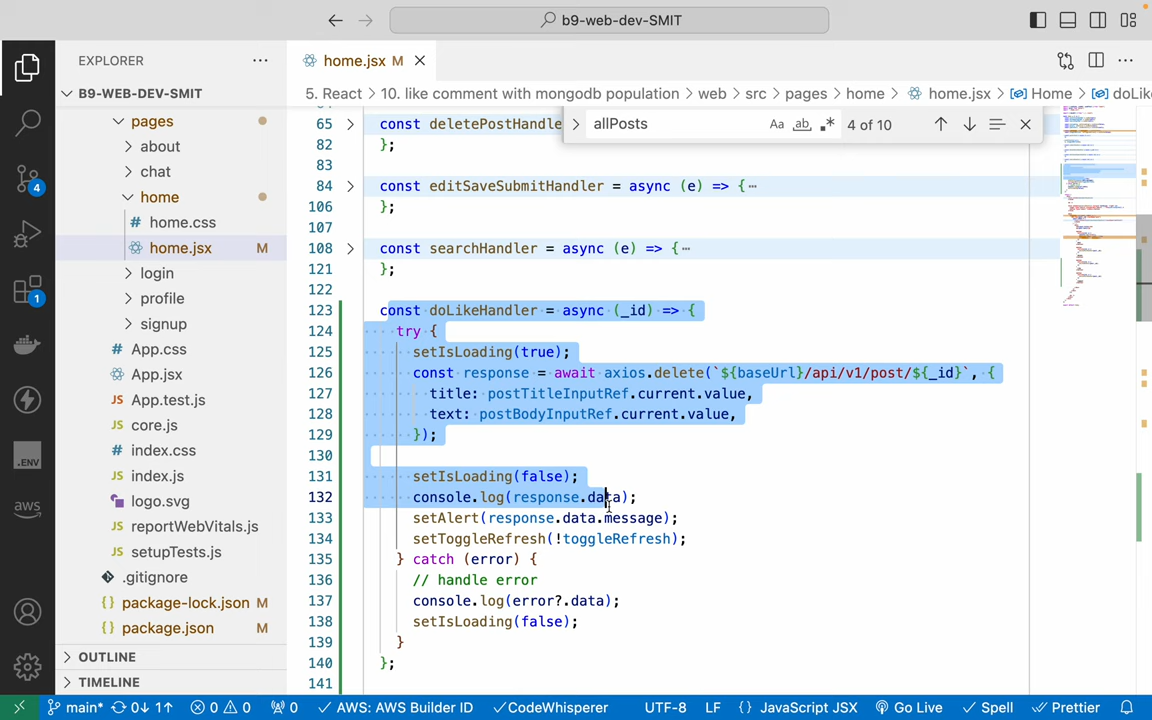 b9-web-dev-SMIT
EXPLORER
home.jsx M
B9-WEB-DEV-SMIT
5. React > 10. like comment with mongodb population > web > src > pages > home > home.jsx > Home > doLike
pages
about
chat
home
home.css
home.jsx M
login
profile
signup
App.css
App.jsx
App.test.js
core.js
index.css
index.js
logo.svg
reportWebVitals.js
setupTests.js
.gitignore
package-lock.json M
package.json M
OUTLINE
TIMELINE
4
1
.ENV
aws
allPosts Aa ab .* 4 of 10
65 const deletePostHandle
82 };
83
84 const editSaveSubmitHandler = async (e) => {⋯
106 };
107
108 const searchHandler = async (e) => {⋯
121 };
122
123 const doLikeHandler = async (_id) => {
124 try {
125 setIsLoading(true);
126 const response = await axios.delete(`${baseUrl}/api/v1/post/${_id}`, {
127 title: postTitleInputRef.current.value,
128 text: postBodyInputRef.current.value,
129 });
130
131 setIsLoading(false);
132 console.log(response.data);
133 setAlert(response.data.message);
134 setToggleRefresh(!toggleRefresh);
135 } catch (error) {
136 // handle error
137 console.log(error?.data);
138 setIsLoading(false);
139 }
140 };
141
main* 0↓ 1↑ 0 0 0 AWS: AWS Builder ID CodeWhisperer UTF-8 LF {} JavaScript JSX Go Live Spell Prettier